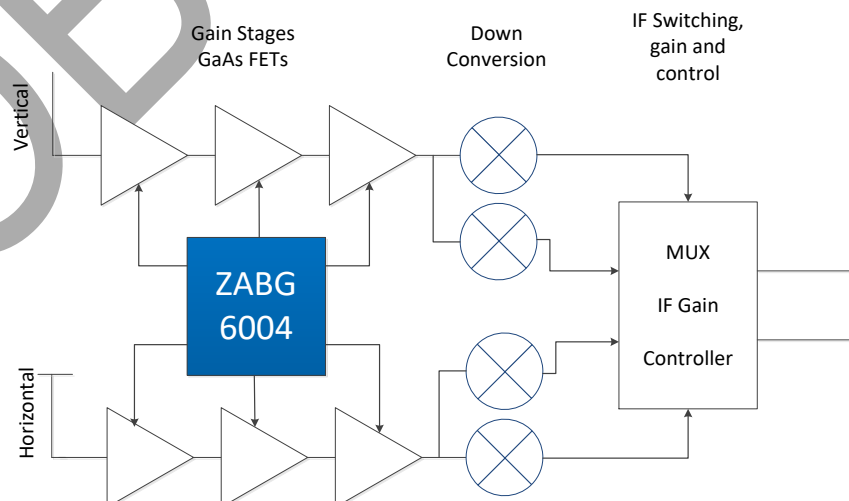 Gain Stages
GaAs FETs
Down
Conversion
IF Switching,
gain and
control
Vertical
ZABG
6004
MUX
IF Gain
Controller
Horizontal